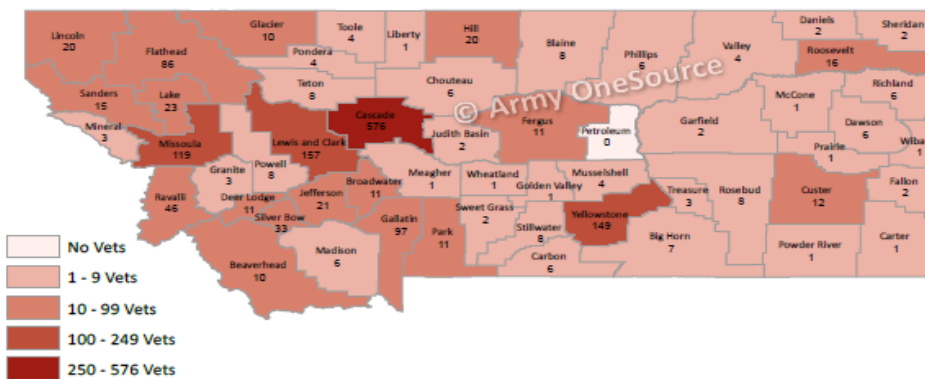 Lincoln
20
Flathead
86
Glacier
10
Toole
4
Liberty
1
Hill
20
Blaine
8
Phillips
6
Valley
4
Daniels
2
Sheridan
2
Roosevelt
16
Pondera
4
Teton
8
Chouteau
6
Richland
6
McCone
1
Sanders
15
Lake
23
Cascade
576
© Army OneSource
Fergus
11
Petroleum
0
Garfield
2
Dawson
6
Prairie
1
Wiba
1
Mineral
3
Missoula
119
Lewis and Clark
157
Judith Basin
2
Powell
8
Granite
3
Meagher
1
Wheatland
1
Golden Valley
1
Musselshell
4
Treasure
3
Rosebud
8
Custer
12
Fallon
2
Ravalli
46
Deer Lodge
11
Jefferson
21
Broadwater
11
Silver Bow
33
Gallatin
97
Park
11
Sweet Grass
2
Stillwater
8
Yellowstone
149
Big Horn
7
Powder River
1
Carter
1
Carbon
6
Madison
6
Beaverhead
10
No Vets
1 - 9 Vets
10 - 99 Vets
100 - 249 Vets
250 - 576 Vets